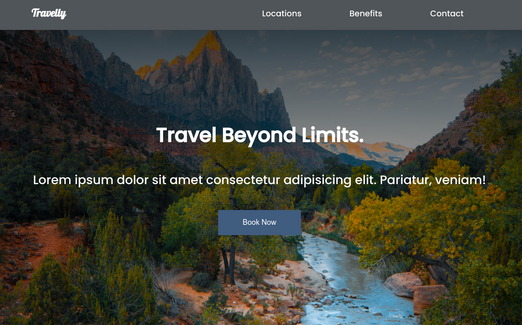 Travelly
Locations
Benefits
Contact
Travel Beyond Limits.
Lorem ipsum dolor sit amet consectetur adipisicing elit. Pariatur, veniam!
Book Now